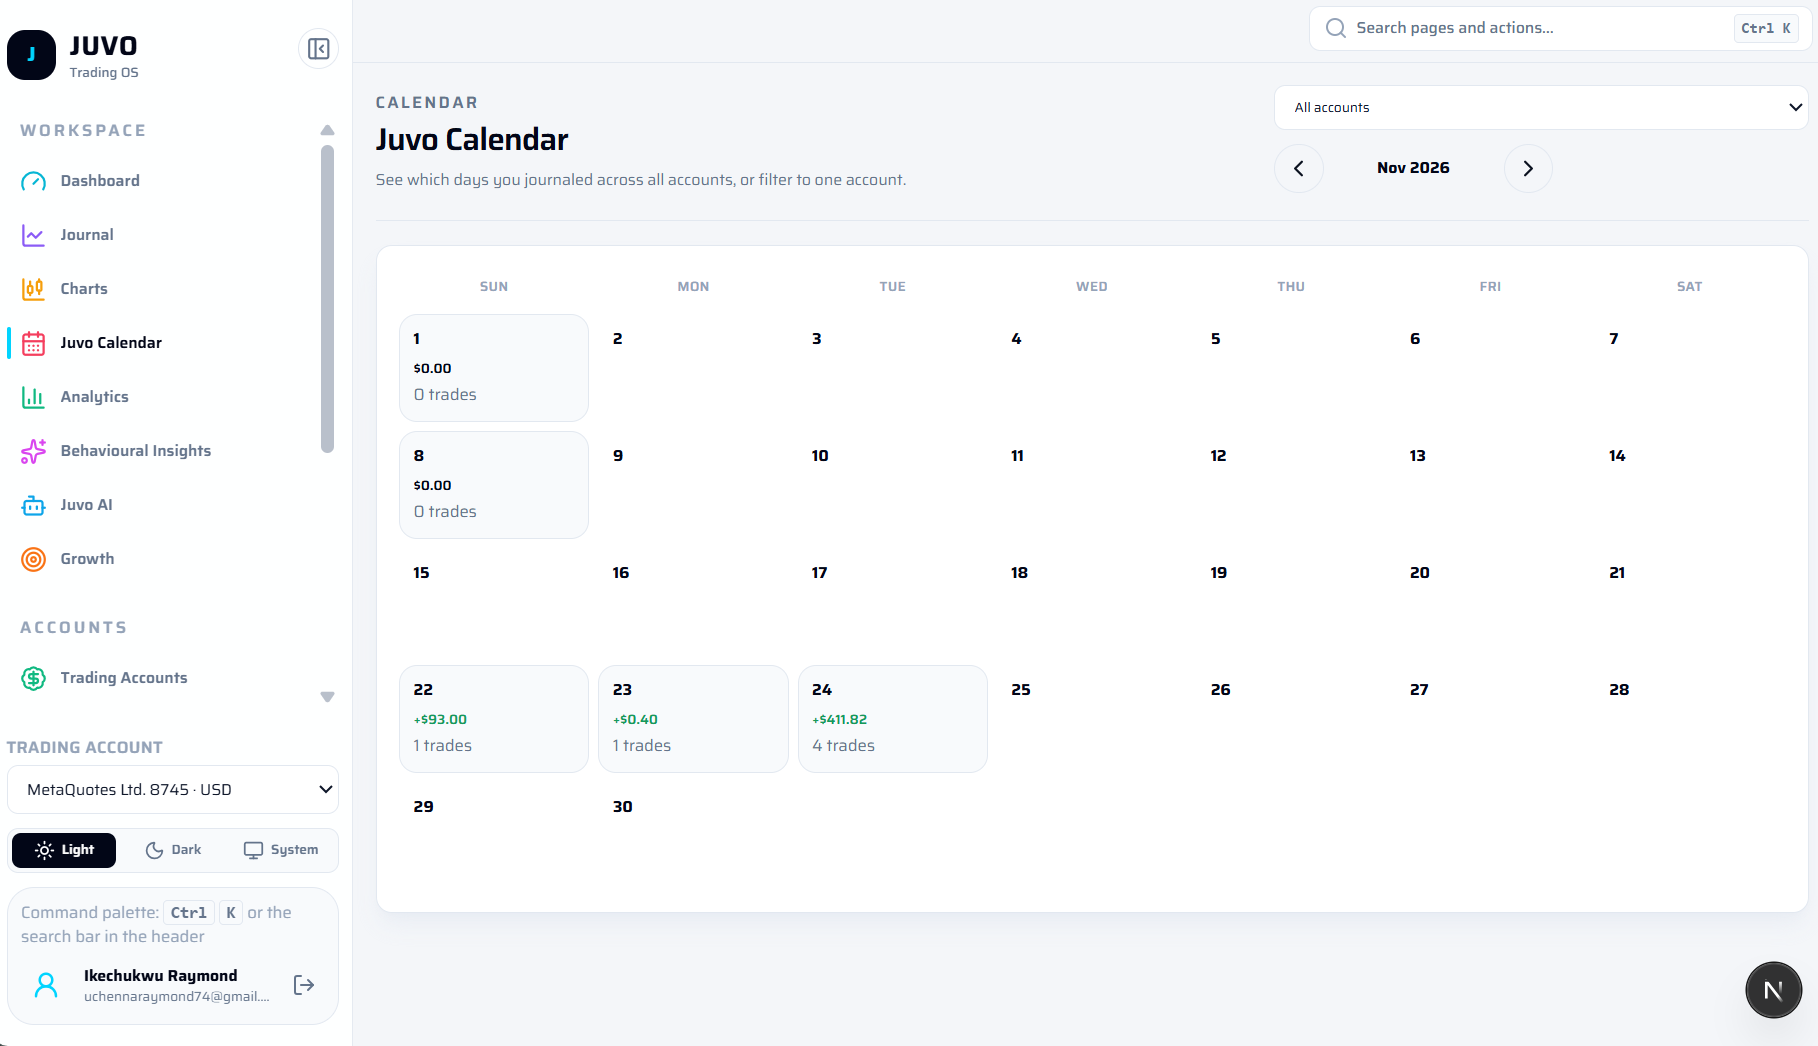 J
JUVO
Trading OS
WORKSPACE
Dashboard
Journal
Charts
Juvo Calendar
Analytics
Behavioural Insights
Juvo AI
Growth
ACCOUNTS
Trading Accounts
TRADING ACCOUNT
MetaQuotes Ltd. 8745 · USD
Light Dark System
Command palette: Ctrl K or the
search bar in the header
Ikechukwu Raymond
uchennaraymond74@gmail....
Search pages and actions... Ctrl K
CALENDAR
Juvo Calendar
See which days you journaled across all accounts, or filter to one account.
All accounts
Nov 2026
SUN MON TUE WED THU FRI SAT
1 2 3 4 5 6 7
$0.00
0 trades
8 9 10 11 12 13 14
$0.00
0 trades
15 16 17 18 19 20 21
22 23 24 25 26 27 28
+$93.00 +$0.40 +$411.82
1 trades 1 trades 4 trades
29 30
N